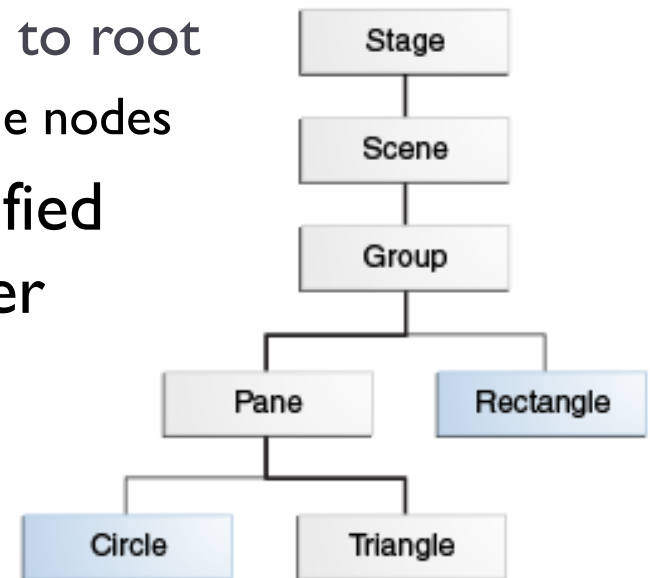 to root
e nodes
fied
er
Stage
Scene
Group
Pane
Rectangle
Circle
Triangle